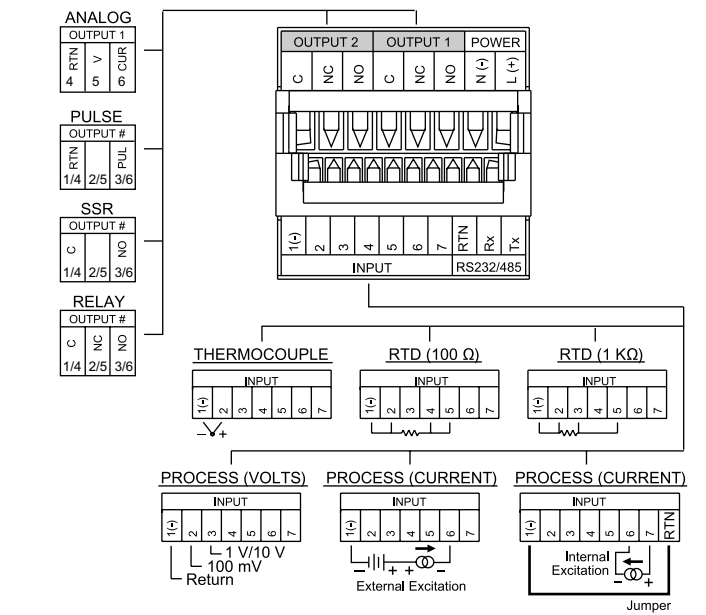 ANALOG
OUTPUT 1
RTN V CUR
4 5 6
PULSE
OUTPUT #
RTN PUL
1/4 2/5 3/6
SSR
OUTPUT #
C NO
1/4 2/5 3/6
RELAY
OUTPUT #
C NC NO
1/4 2/5 3/6
OUTPUT 2 OUTPUT 1 POWER
C NC NO C NC NO N (-) L (+)
1(-) 2 3 4 5 6 7 RTN Rx Tx
INPUT RS232/485
THERMOCOUPLE
INPUT
1(-) 2 3 4 5 6 7
− +
RTD (100 Ω)
INPUT
1(-) 2 3 4 5 6 7
RTD (1 KΩ)
INPUT
1(-) 2 3 4 5 6 7
PROCESS (VOLTS)
INPUT
1(-) 2 3 4 5 6 7
1 V/10 V
100 mV
Return
PROCESS (CURRENT)
INPUT
1(-) 2 3 4 5 6 7
− + + −
External Excitation
PROCESS (CURRENT)
INPUT
1(-) 2 3 4 5 6 7 RTN
Internal
Excitation
− +
Jumper